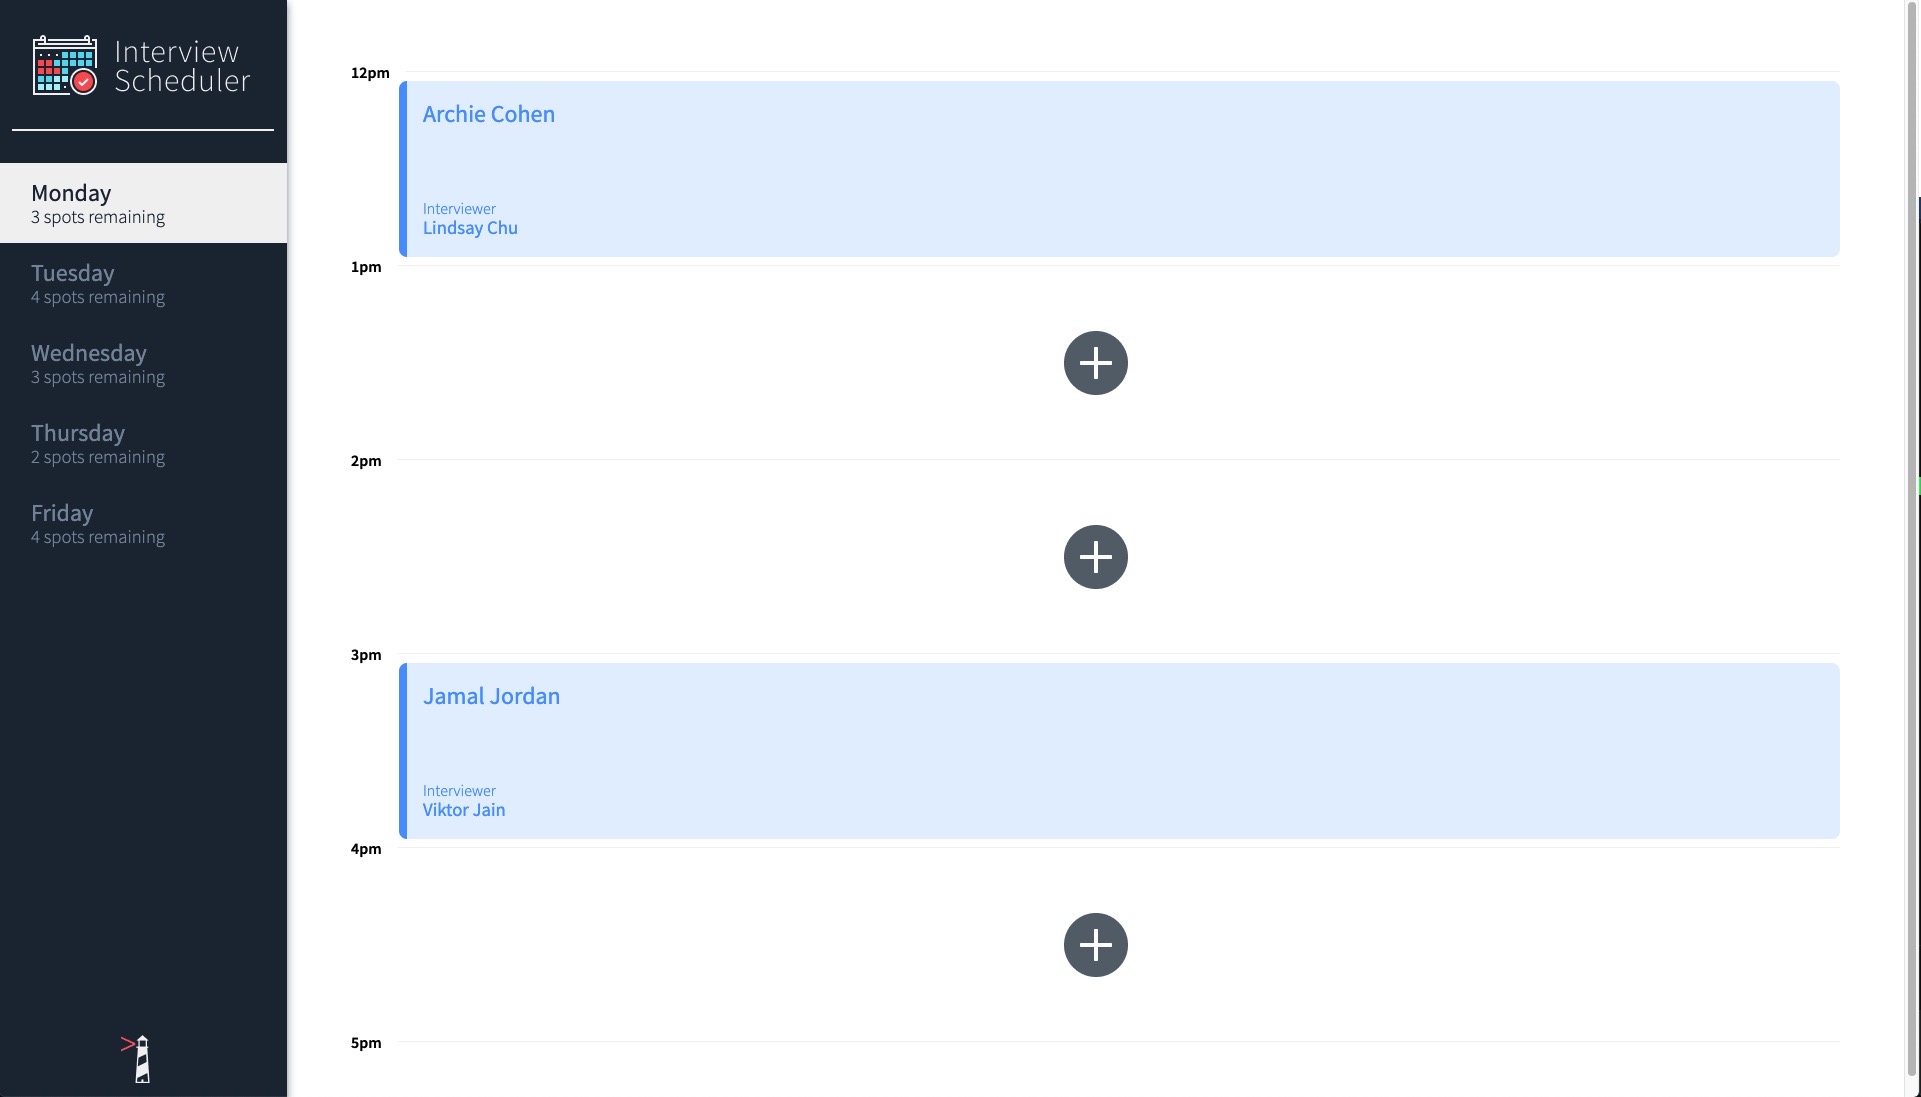 Interview
Scheduler
Monday
3 spots remaining
Tuesday
4 spots remaining
Wednesday
3 spots remaining
Thursday
2 spots remaining
Friday
4 spots remaining
12pm
Archie Cohen
Interviewer
Lindsay Chu
1pm
2pm
3pm
Jamal Jordan
Interviewer
Viktor Jain
4pm
5pm